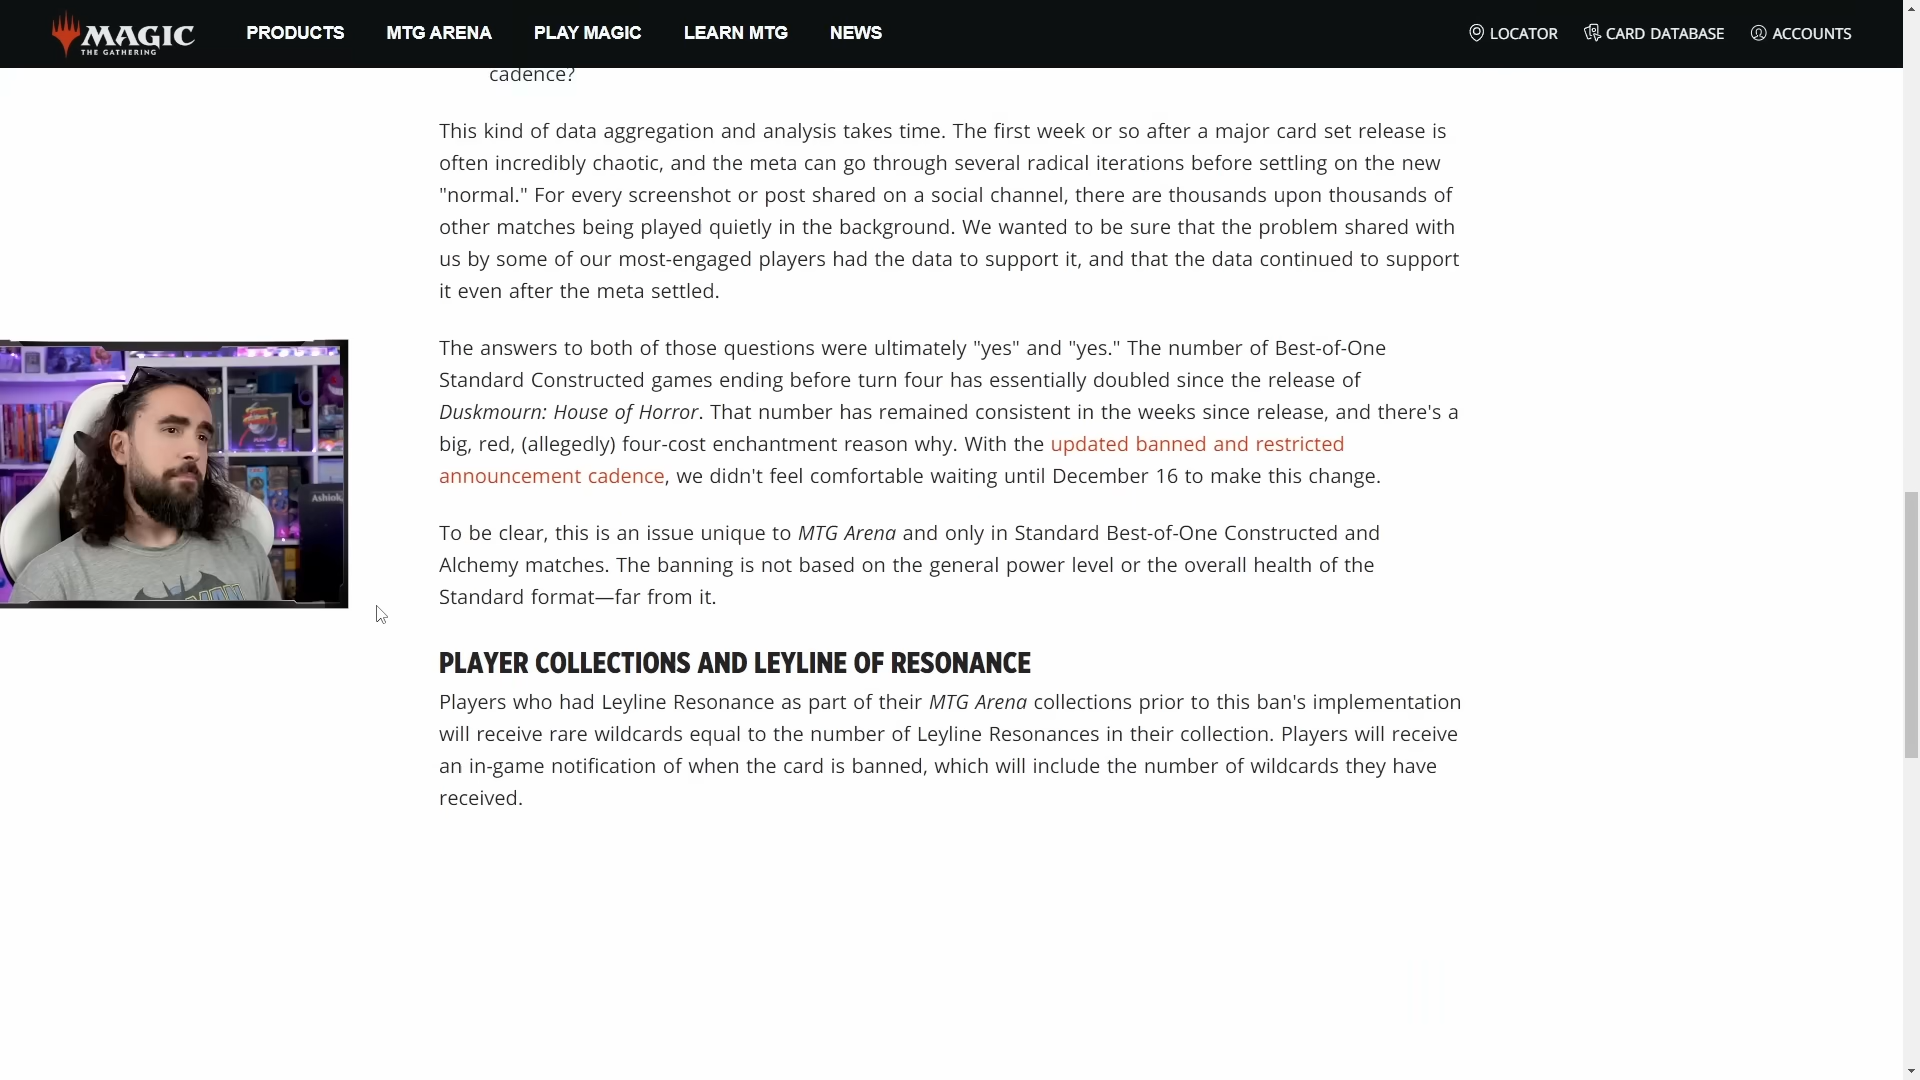 MAGIC
THE GATHERING
PRODUCTS
MTG ARENA
PLAY MAGIC
LEARN MTG
NEWS
LOCATOR
CARD DATABASE
ACCOUNTS
cadence?
This kind of data aggregation and analysis takes time. The first week or so after a major card set release is
often incredibly chaotic, and the meta can go through several radical iterations before settling on the new
"normal." For every screenshot or post shared on a social channel, there are thousands upon thousands of
other matches being played quietly in the background. We wanted to be sure that the problem shared with
us by some of our most-engaged players had the data to support it, and that the data continued to support
it even after the meta settled.
The answers to both of those questions were ultimately "yes" and "yes." The number of Best-of-One
Standard Constructed games ending before turn four has essentially doubled since the release of
Duskmourn: House of Horror. That number has remained consistent in the weeks since release, and there's a
big, red, (allegedly) four-cost enchantment reason why. With the updated banned and restricted
announcement cadence, we didn't feel comfortable waiting until December 16 to make this change.
Ashiok,
To be clear, this is an issue unique to MTG Arena and only in Standard Best-of-One Constructed and
Alchemy matches. The banning is not based on the general power level or the overall health of the
Standard format—far from it.
PLAYER COLLECTIONS AND LEYLINE OF RESONANCE
Players who had Leyline Resonance as part of their MTG Arena collections prior to this ban's implementation
will receive rare wildcards equal to the number of Leyline Resonances in their collection. Players will receive
an in-game notification of when the card is banned, which will include the number of wildcards they have
received.